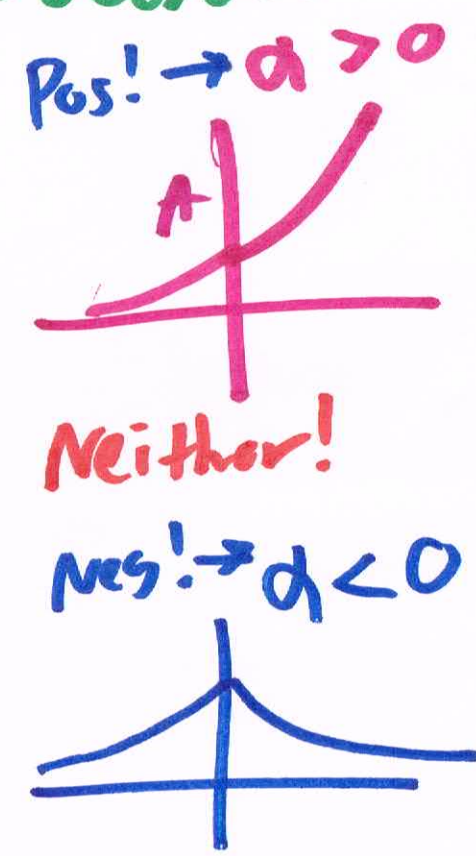 Pos! → α > 0
A
Neither!
Neg! → α < 0